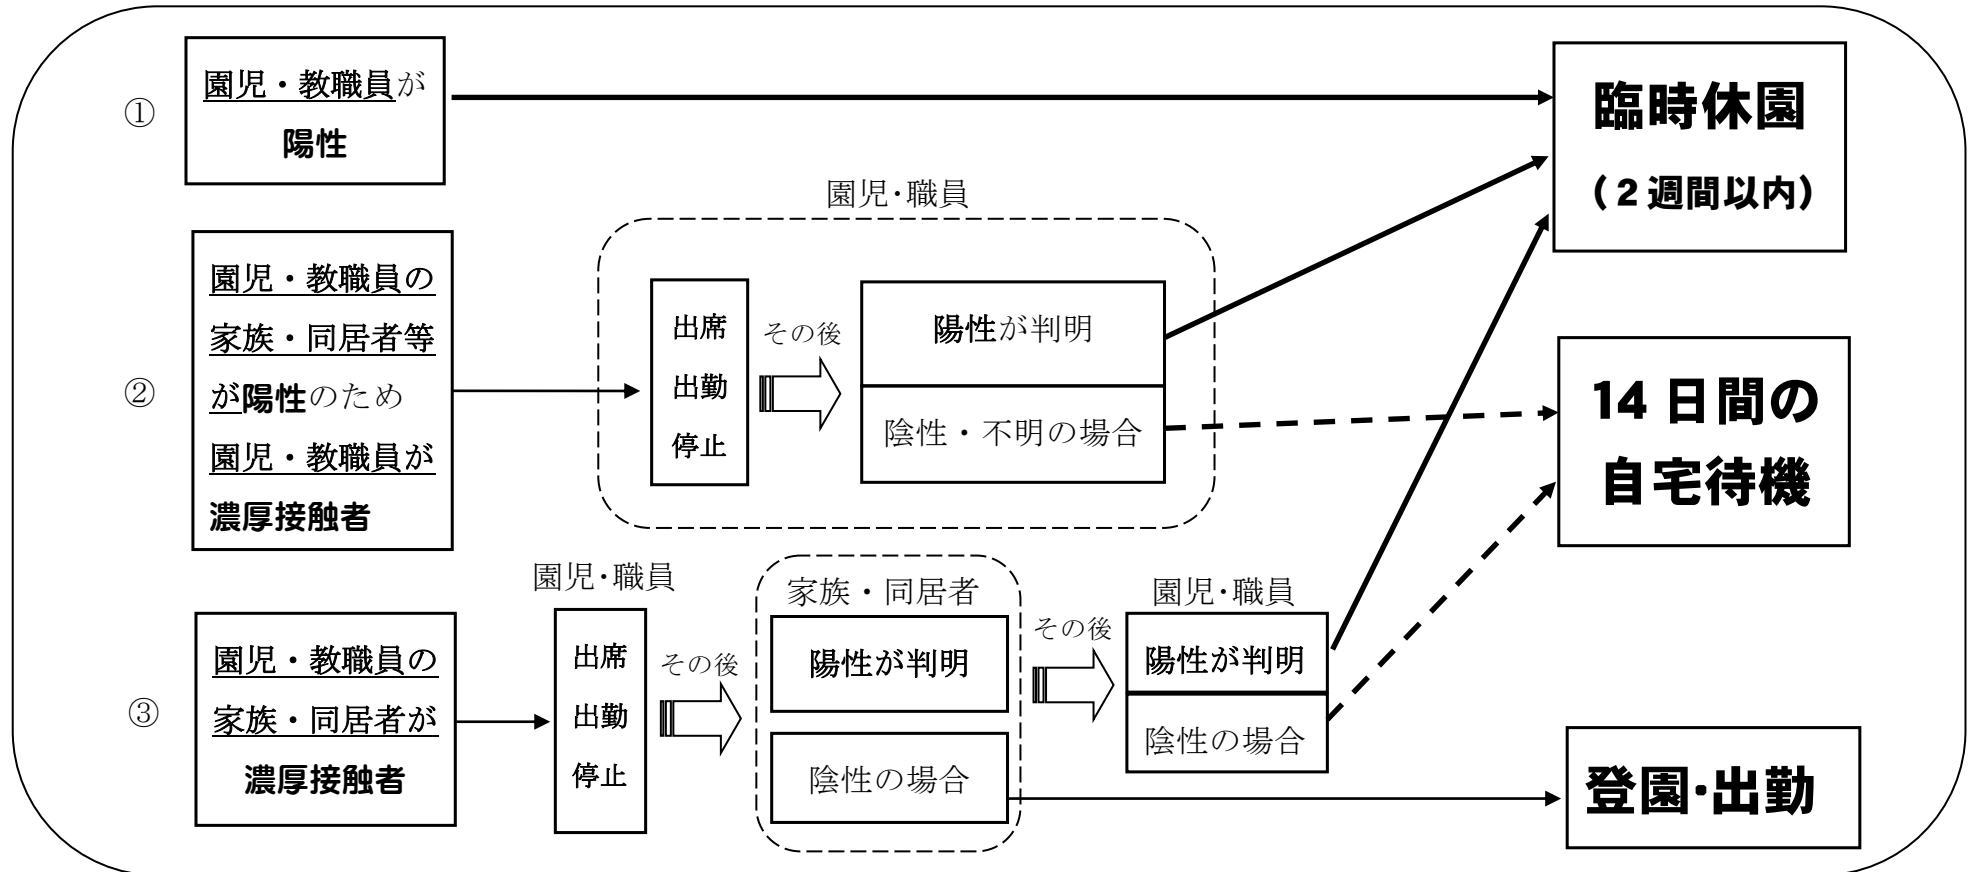 ①
園児・教職員が
陽性
臨時休園
(2週間以内)
園児・職員
②
園児・教職員の
家族・同居者等
が陽性のため
園児・教職員が
濃厚接触者
出席
出勤
停止
その後
陽性が判明
陰性・不明の場合
14日間の
自宅待機
③
園児・教職員の
家族・同居者が
濃厚接触者
園児・職員
出席
出勤
停止
その後
家族・同居者
陽性が判明
陰性の場合
その後
園児・職員
陽性が判明
陰性の場合
登園・出勤